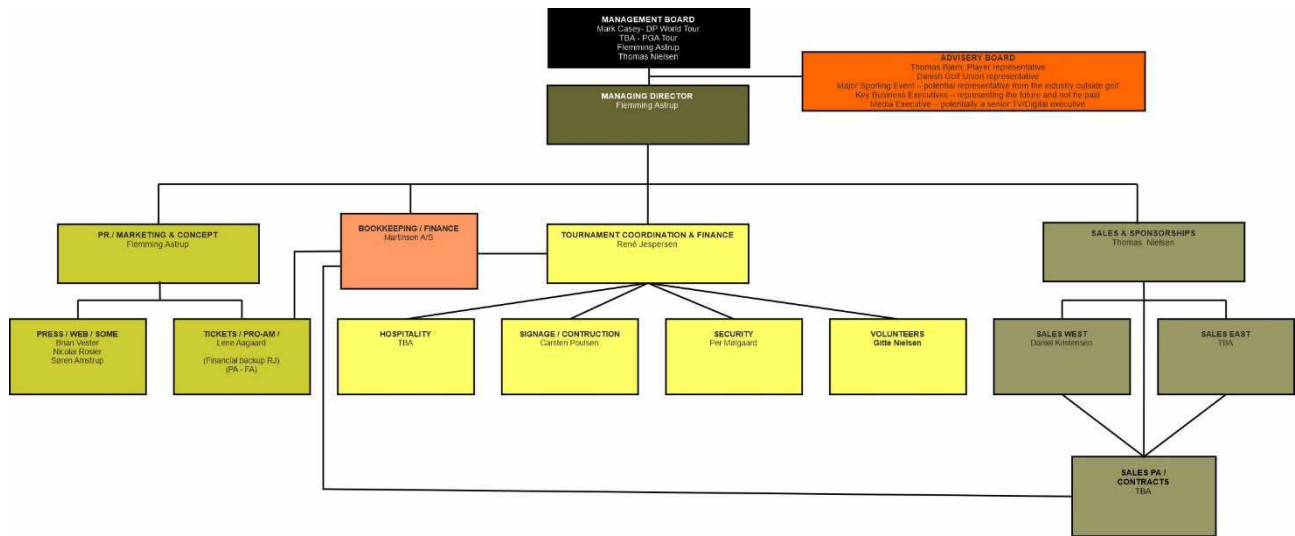 MANAGEMENT BOARD
Mark Casey- DP World Tour
TBA - PGA Tour
Flemming Astrup
Thomas Nielsen
ADVISERY BOARD
Thomas Bjørn. Player representative
Danish Golf Union representative
Major Sporting Event – potential representative from the industry outside golf
Key Business Executives – representing the future and not he past
Media Executive – potentially a senior TV/Digital executive
MANAGING DIRECTOR
Flemming Astrup
PR./ MARKETING & CONCEPT
Flemming Astrup
BOOKKEEPING / FINANCE
Martinsen A/S
TOURNAMENT COORDINATION & FINANCE
René Jespersen
SALES & SPONSORSHIPS
Thomas Nielsen
PRESS / WEB / SOME
Brian Vester
Nicolai Rosler
Søren Arnstrup
TICKETS / PRO-AM /
Lene Aagaard
(Financial backup RJ)
(PA - FA)
HOSPITALITY
TBA
SIGNAGE / CONTRUCTION
Carsten Poulsen
SECURITY
Per Mølgaard
VOLUNTEERS
Gitte Nielsen
SALES WEST
Daniel Kristensen
SALES EAST
TBA
SALES PA /
CONTRACTS
TBA